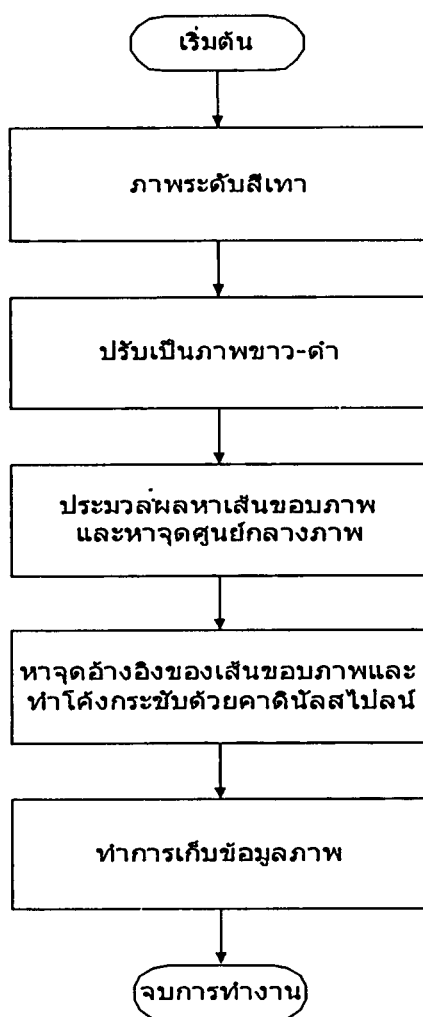 เริ่มต้น
ภาพระดับสีเทา
ปรับเป็นภาพขาว-ดำ
ประมวลผลหาเส้นขอบภาพ
และหาจุดศูนย์กลางภาพ
หาจุดอ้างอิงของเส้นขอบภาพและ
ทำโค้งกระชับด้วยคาดินัลสไปลน์
ทำการเก็บข้อมูลภาพ
จบการทำงาน